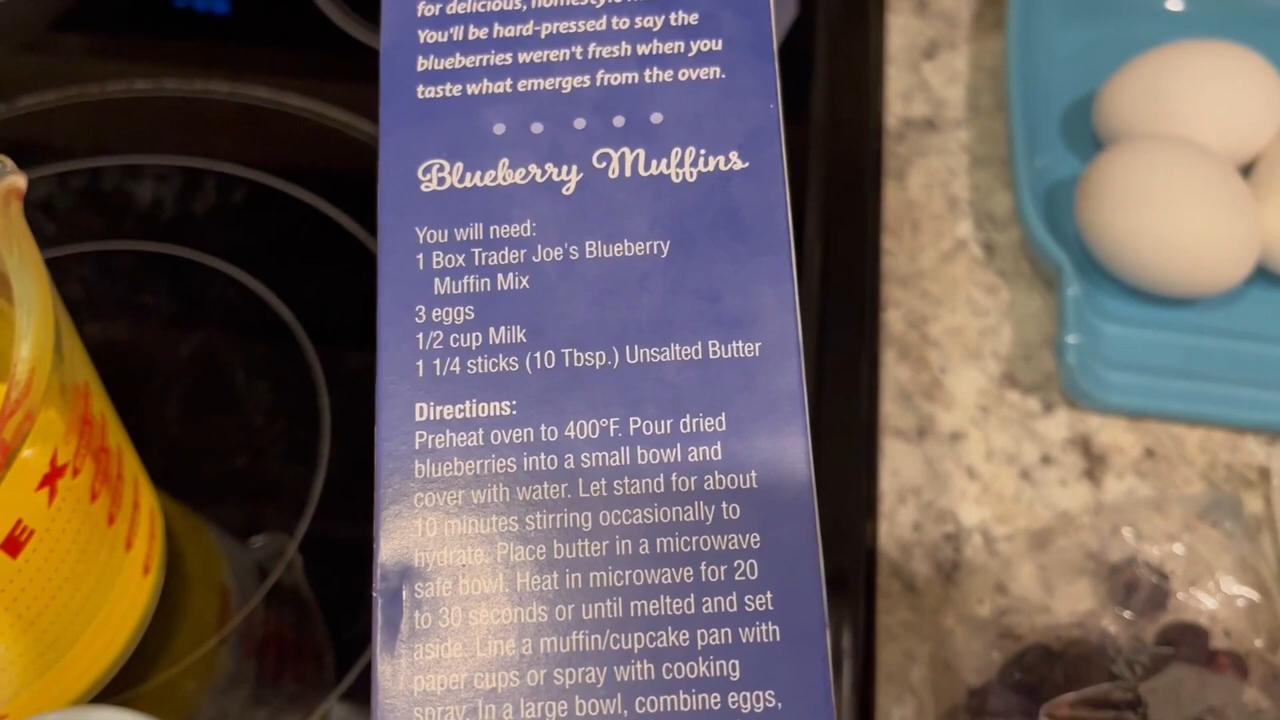 for delicious, homestyle
You'll be hard-pressed to say the
blueberries weren't fresh when you
taste what emerges from the oven.
Blueberry Muffins
You will need:
1 Box Trader Joe's Blueberry
Muffin Mix
3 eggs
1/2 cup Milk
1 1/4 sticks (10 Tbsp.) Unsalted Butter
Directions:
Preheat oven to 400°F. Pour dried
blueberries into a small bowl and
cover with water. Let stand for about
10 minutes stirring occasionally to
hydrate. Place butter in a microwave
safe bowl. Heat in microwave for 20
to 30 seconds or until melted and set
aside. Line a muffin/cupcake pan with
paper cups or spray with cooking
spray. In a large bowl, combine eggs,
E X